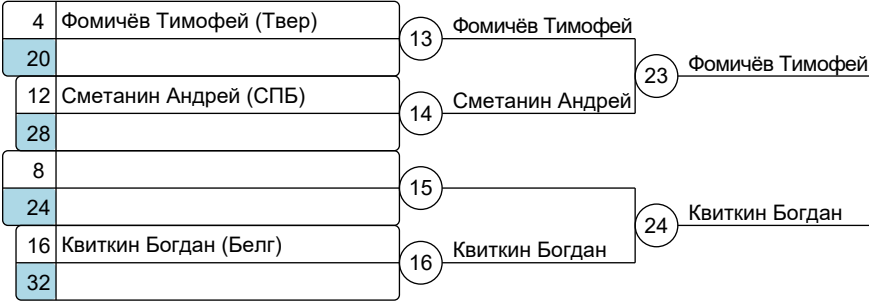 4 Фомичёв Тимофей (Твер)
20
13
Фомичёв Тимофей
12 Сметанин Андрей (СПБ)
28
14
Сметанин Андрей
23
Фомичёв Тимофей
8
24
15
16 Квиткин Богдан (Белг)
32
16
Квиткин Богдан
24
Квиткин Богдан